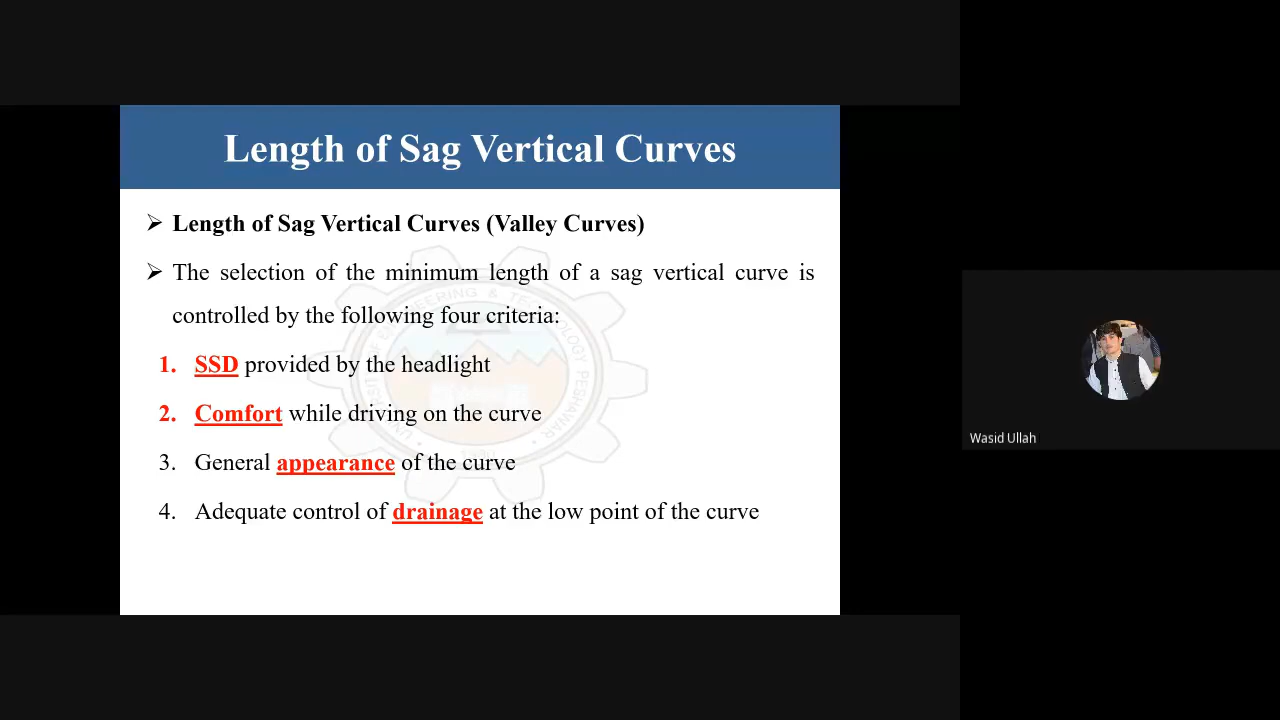 Length of Sag Vertical Curves
➢ Length of Sag Vertical Curves (Valley Curves)
➢ The selection of the minimum length of a sag vertical curve is
controlled by the following four criteria:
1. SSD provided by the headlight
2. Comfort while driving on the curve
3. General appearance of the curve
4. Adequate control of drainage at the low point of the curve
Wasid Ullah